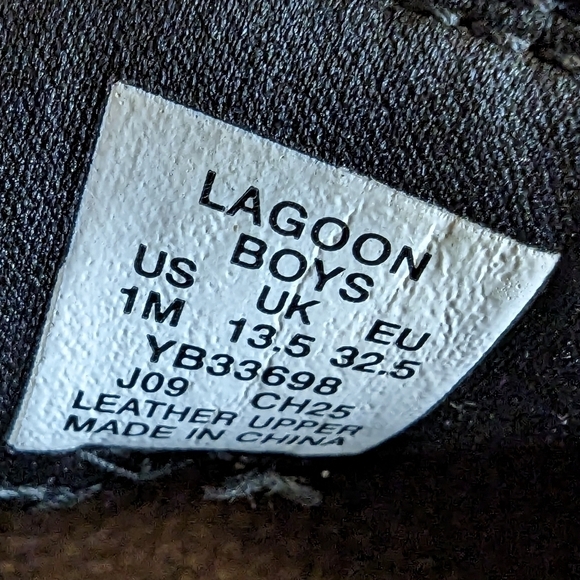 LAGOON
BOYS
US UK EU
1M 13.5 32.5
YB33698
J09 CH25
LEATHER UPPER
MADE IN CHINA